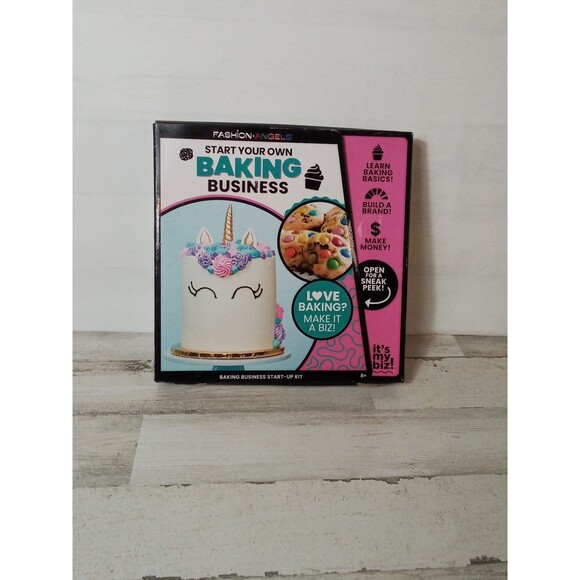 FASHION ANGELS
START YOUR OWN
BAKING
BUSINESS
LOVE
BAKING?
MAKE IT
A BIZ!
BAKING BUSINESS START-UP KIT
8+
LEARN
BAKING
BASICS!
BUILD A
BRAND!
$
MAKE
MONEY!
OPEN
FOR A
SNEAK
PEEK!
it's
my
biz!